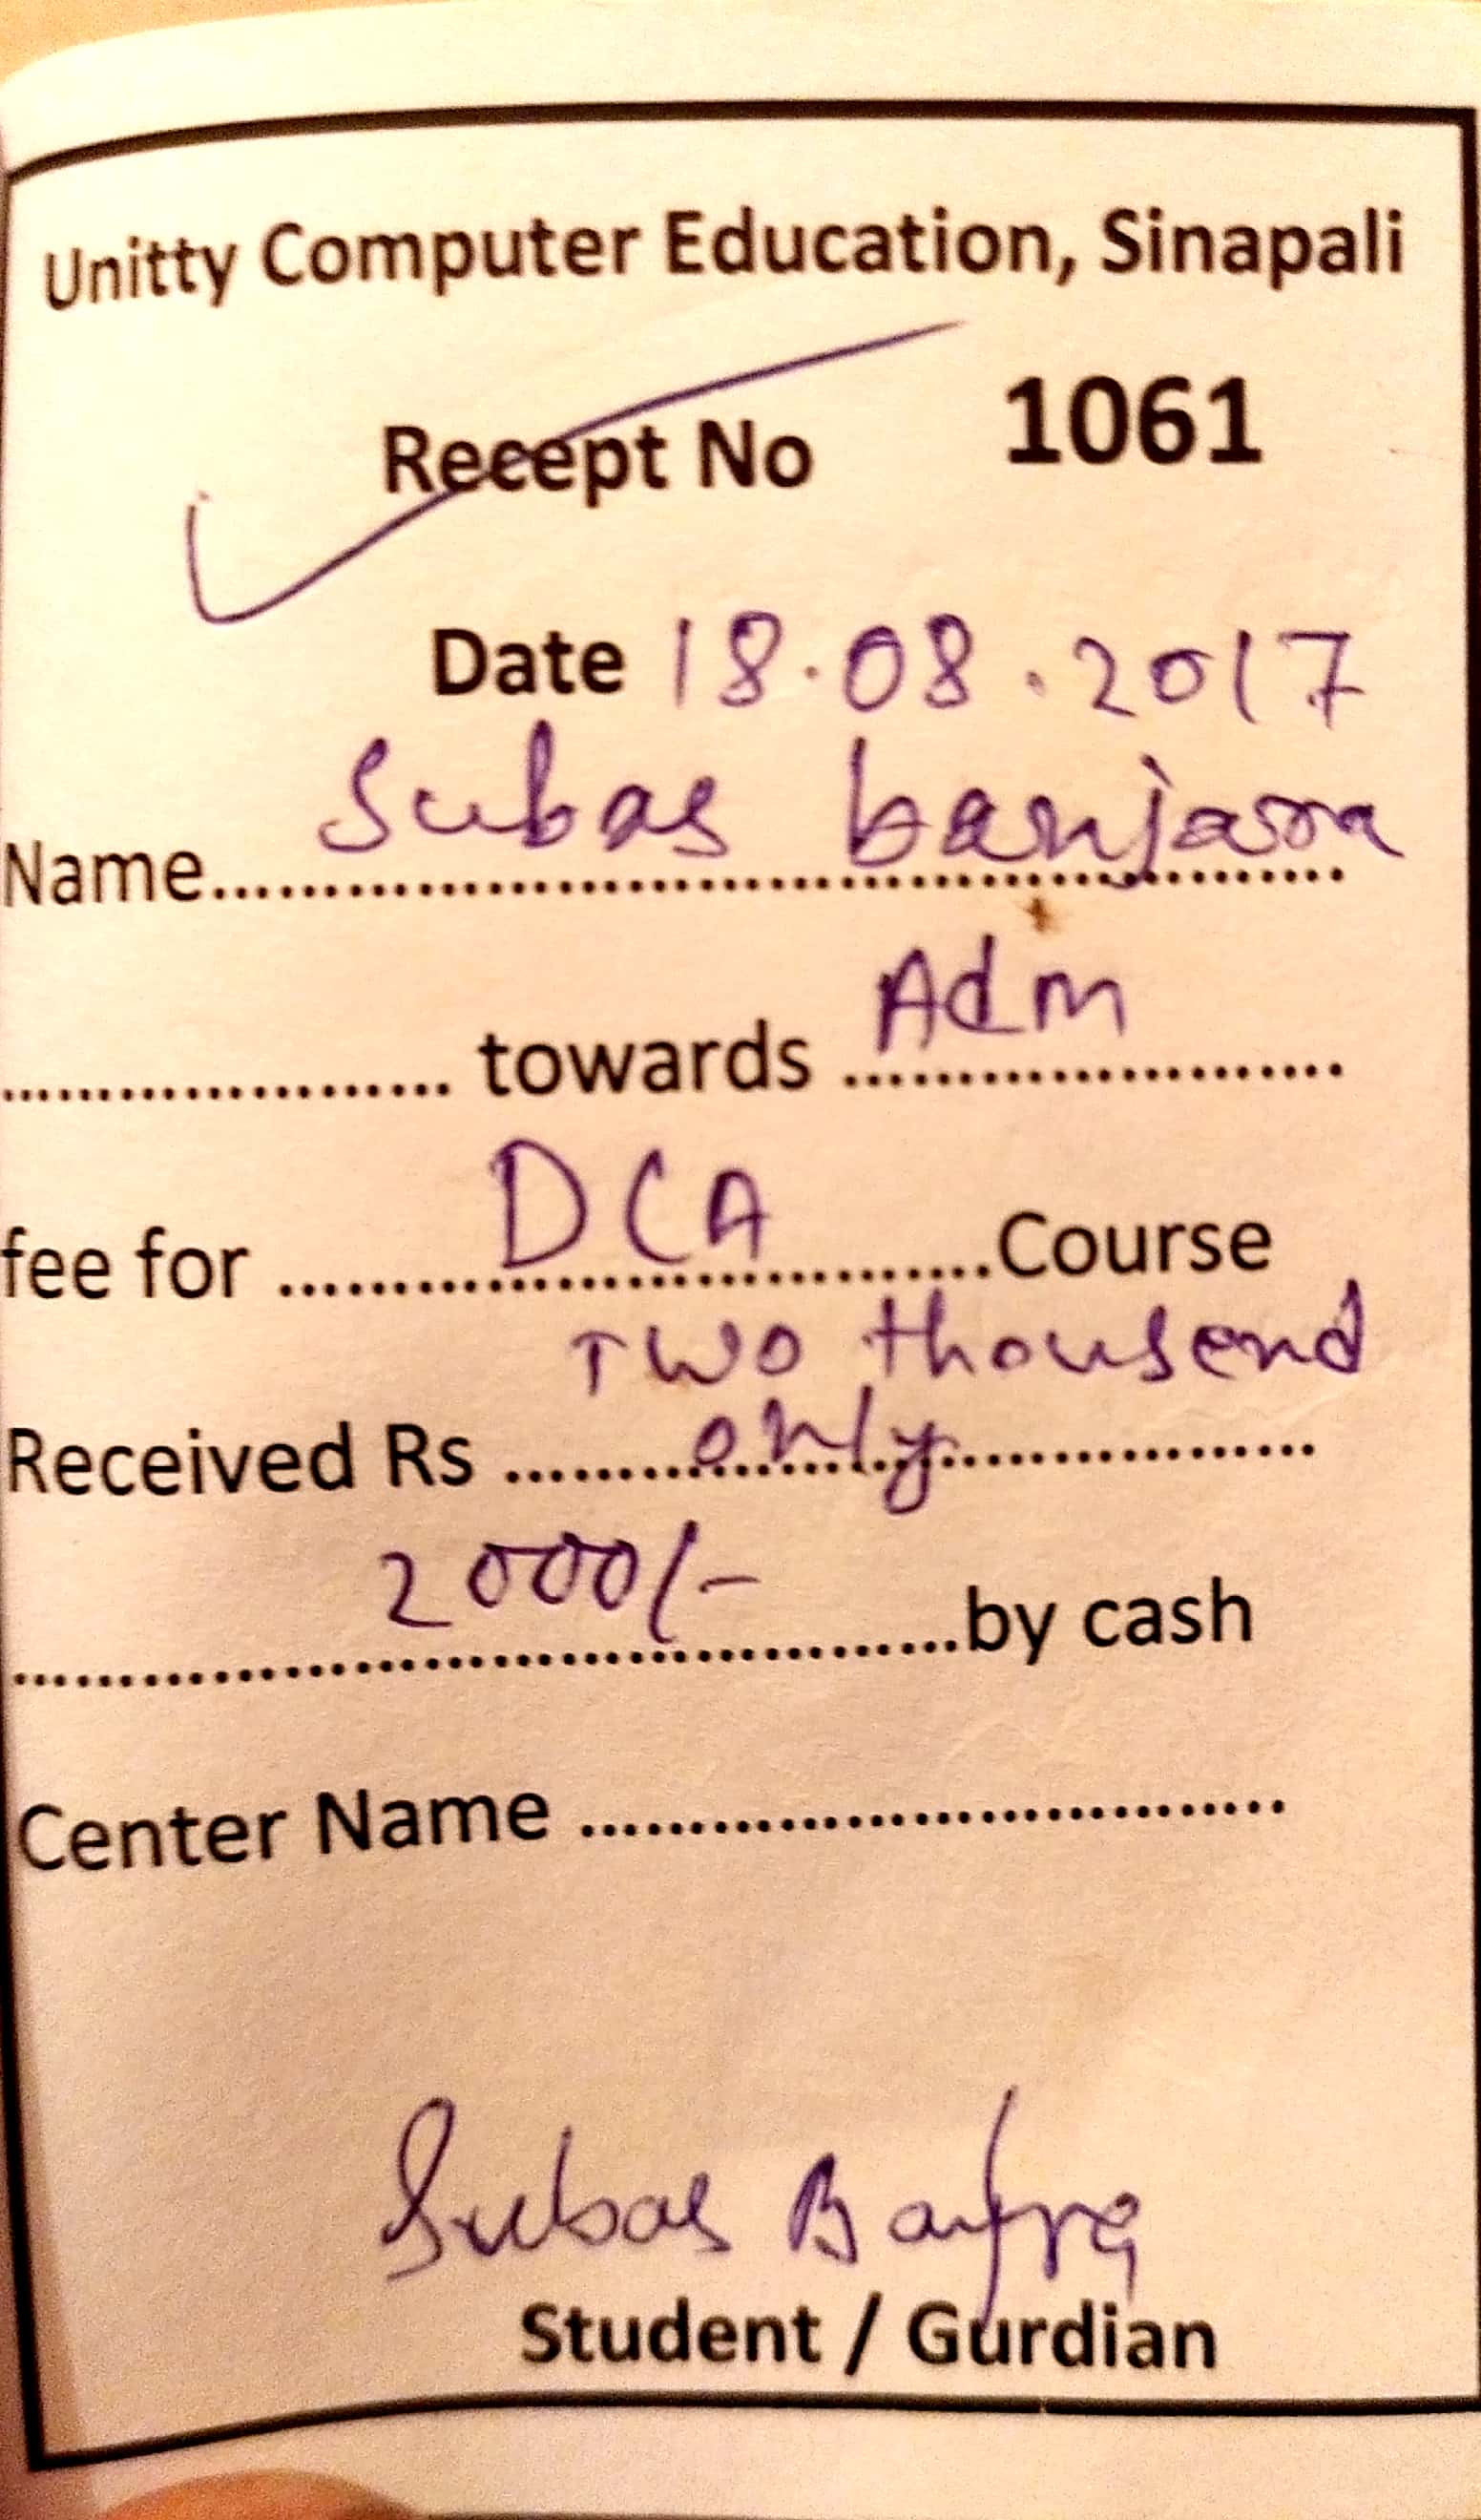 Unitty Computer Education, Sinapali
Recept No 1061
Date 18.08.2017
Name.......... Subas banjara
.......... towards Adm
fee for .......... DCA ..........Course
Two thousend
Received Rs .......... only ..........
2000/- ..........by cash
Center Name ..........
Subas
Student / Gurdian